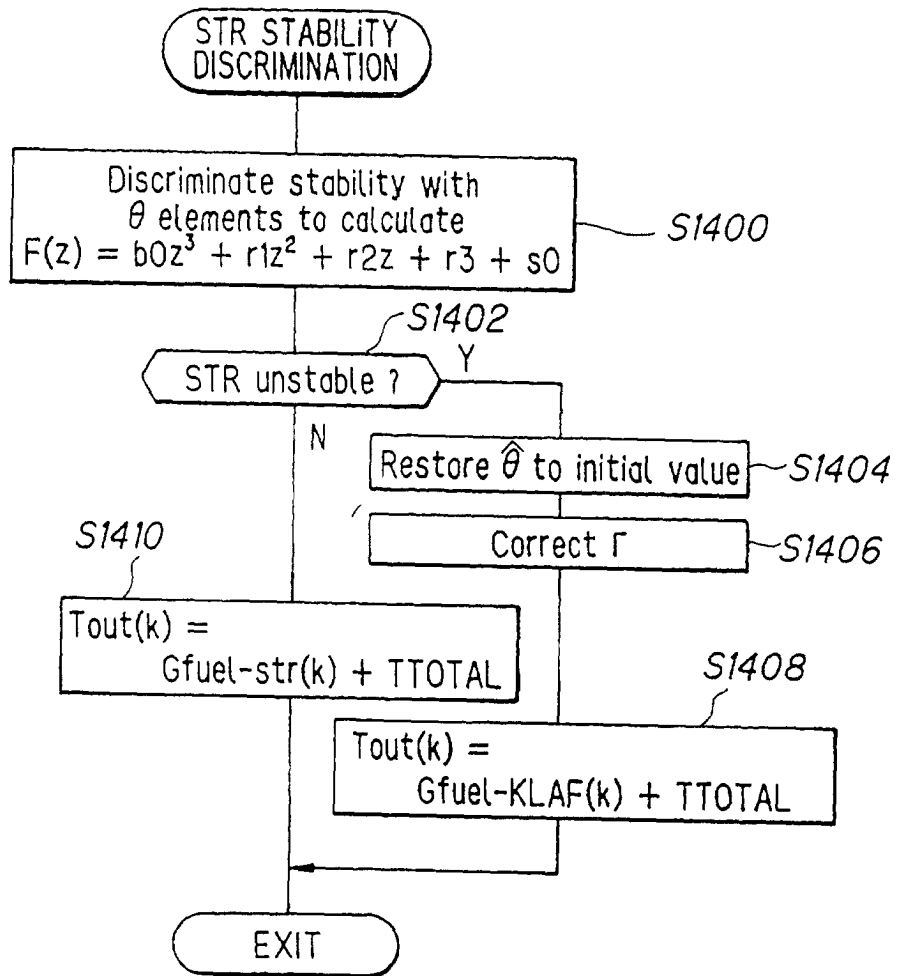 STR STABILITY
DISCRIMINATION
Discriminate stability with
θ elements to calculate
F(z) = b0z³ + r1z² + r2z + r3 + s0
S1400
S1402
STR unstable ?
Y
N
Restore θ̂ to initial value
S1404
Correct Γ
S1406
S1410
Tout(k) =
Gfuel-str(k) + TTOTAL
S1408
Tout(k) =
Gfuel-KLAF(k) + TTOTAL
EXIT